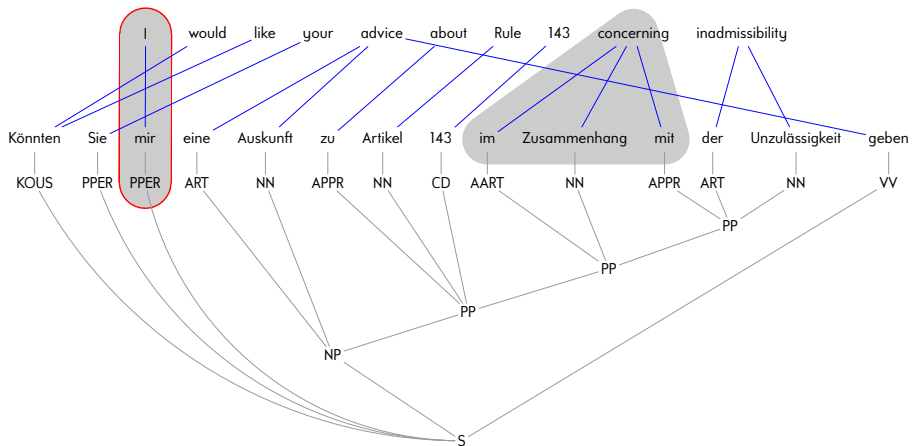 I would like your advice about Rule 143 concerning inadmissibility
Könnten Sie mir eine Auskunft zu Artikel 143 im Zusammenhang mit der Unzulässigkeit geben
KOUS PPER PPER ART NN APPR NN CD AART NN APPR ART NN VV
PP
PP
PP
NP
S